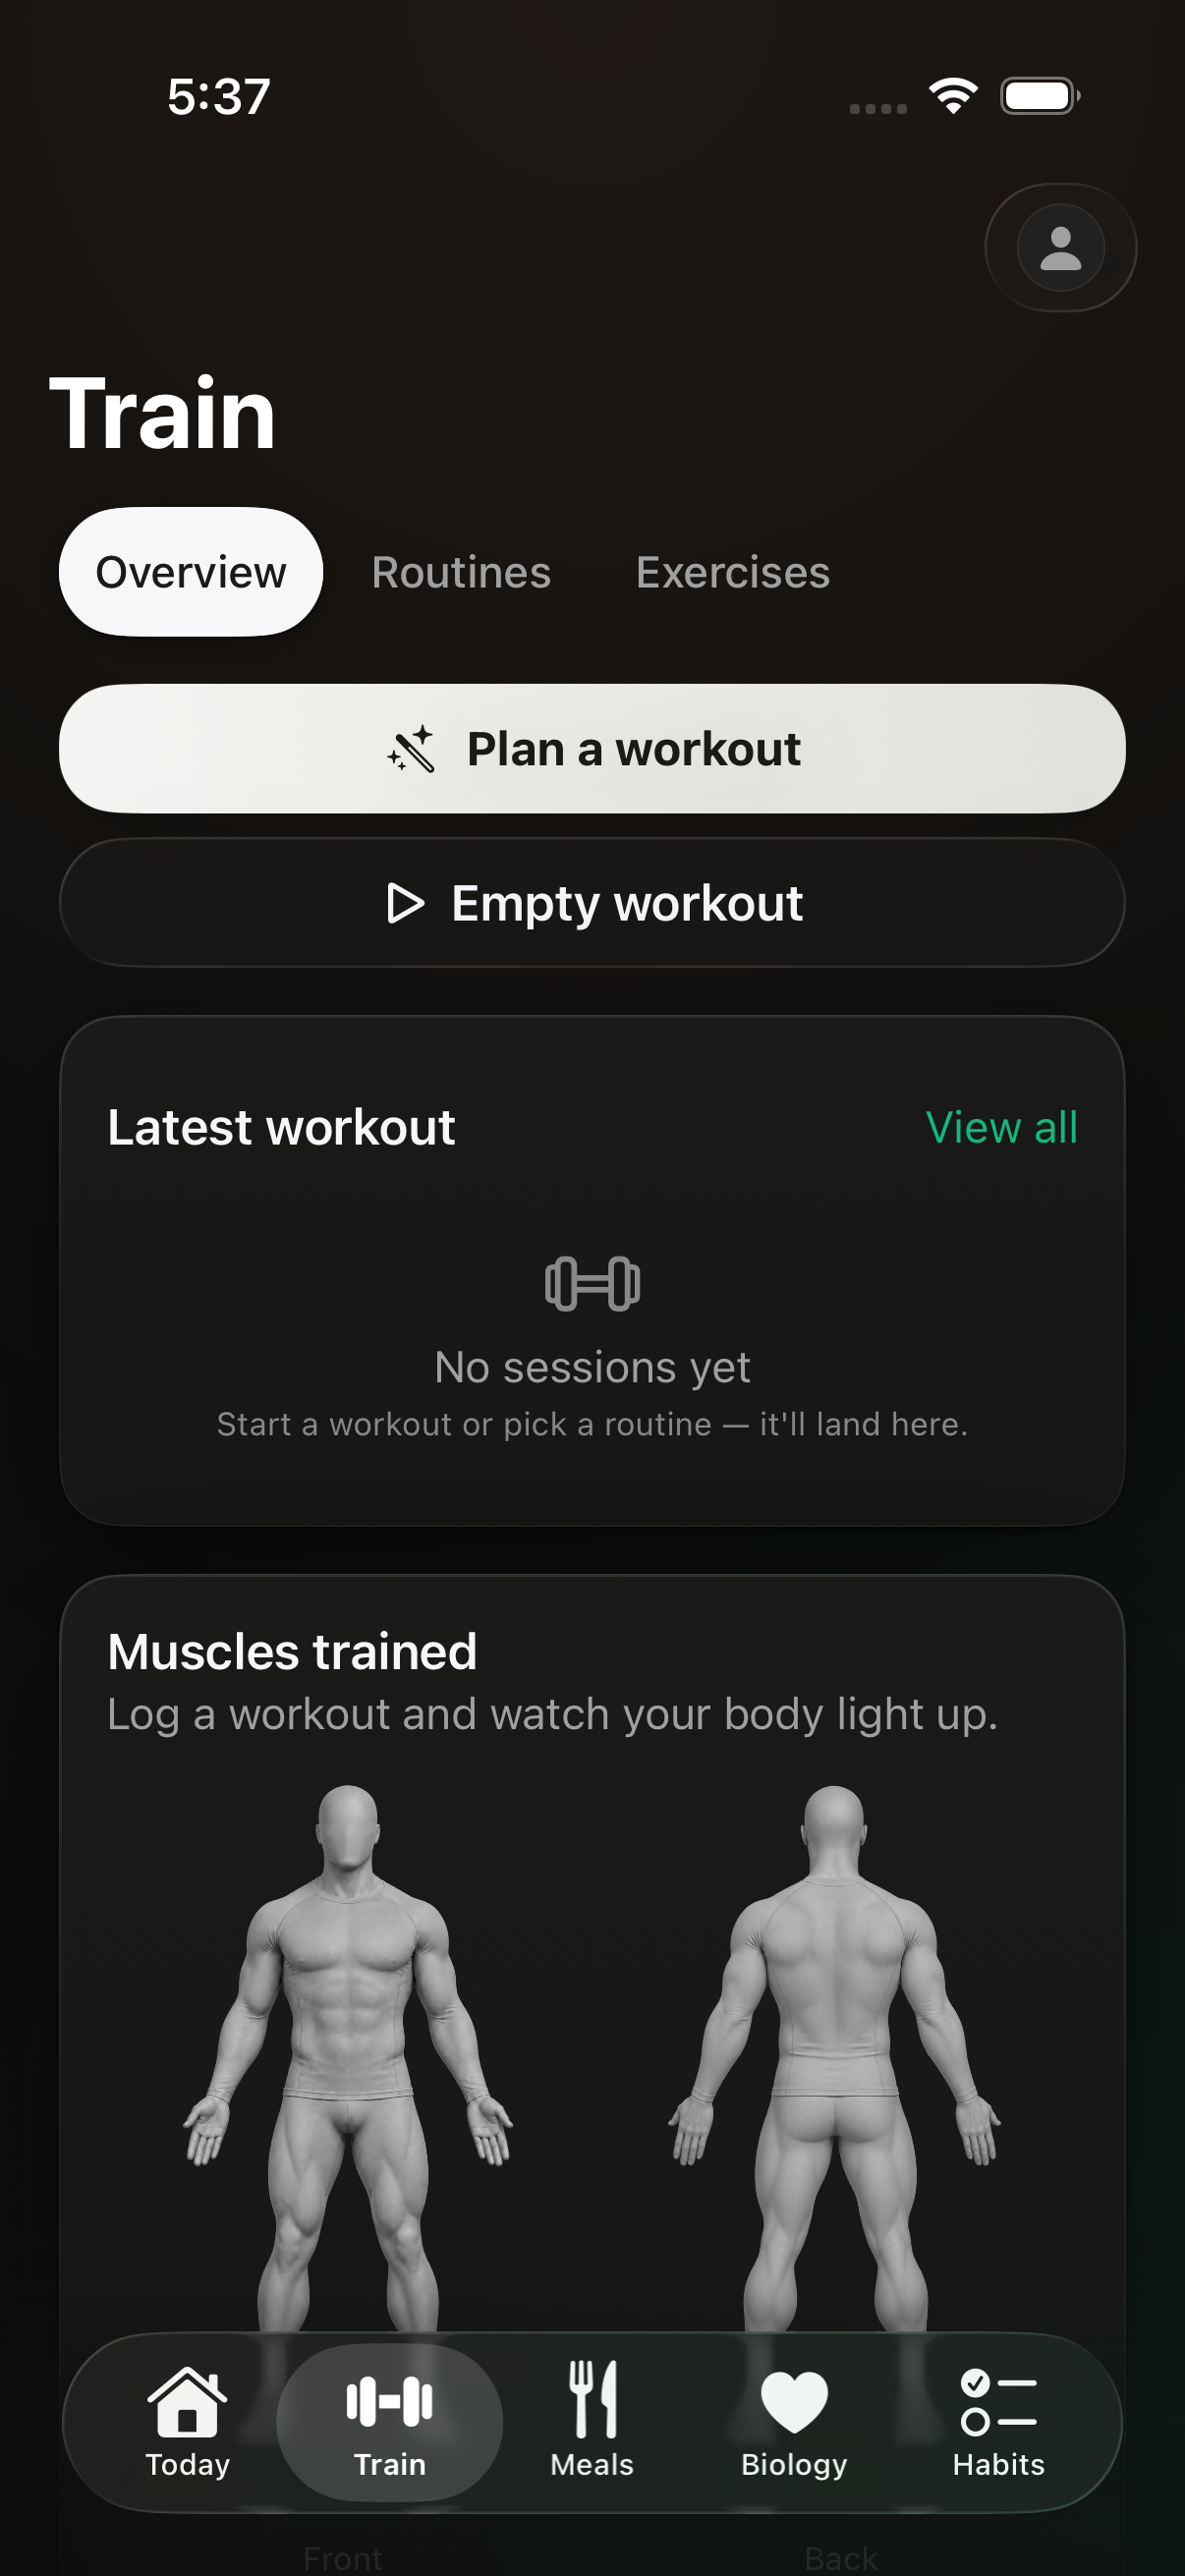 5:37
Train
Overview
Routines
Exercises
Plan a workout
Empty workout
Latest workout
View all
No sessions yet
Start a workout or pick a routine — it'll land here.
Muscles trained
Log a workout and watch your body light up.
Today
Train
Meals
Biology
Habits
Front
Back